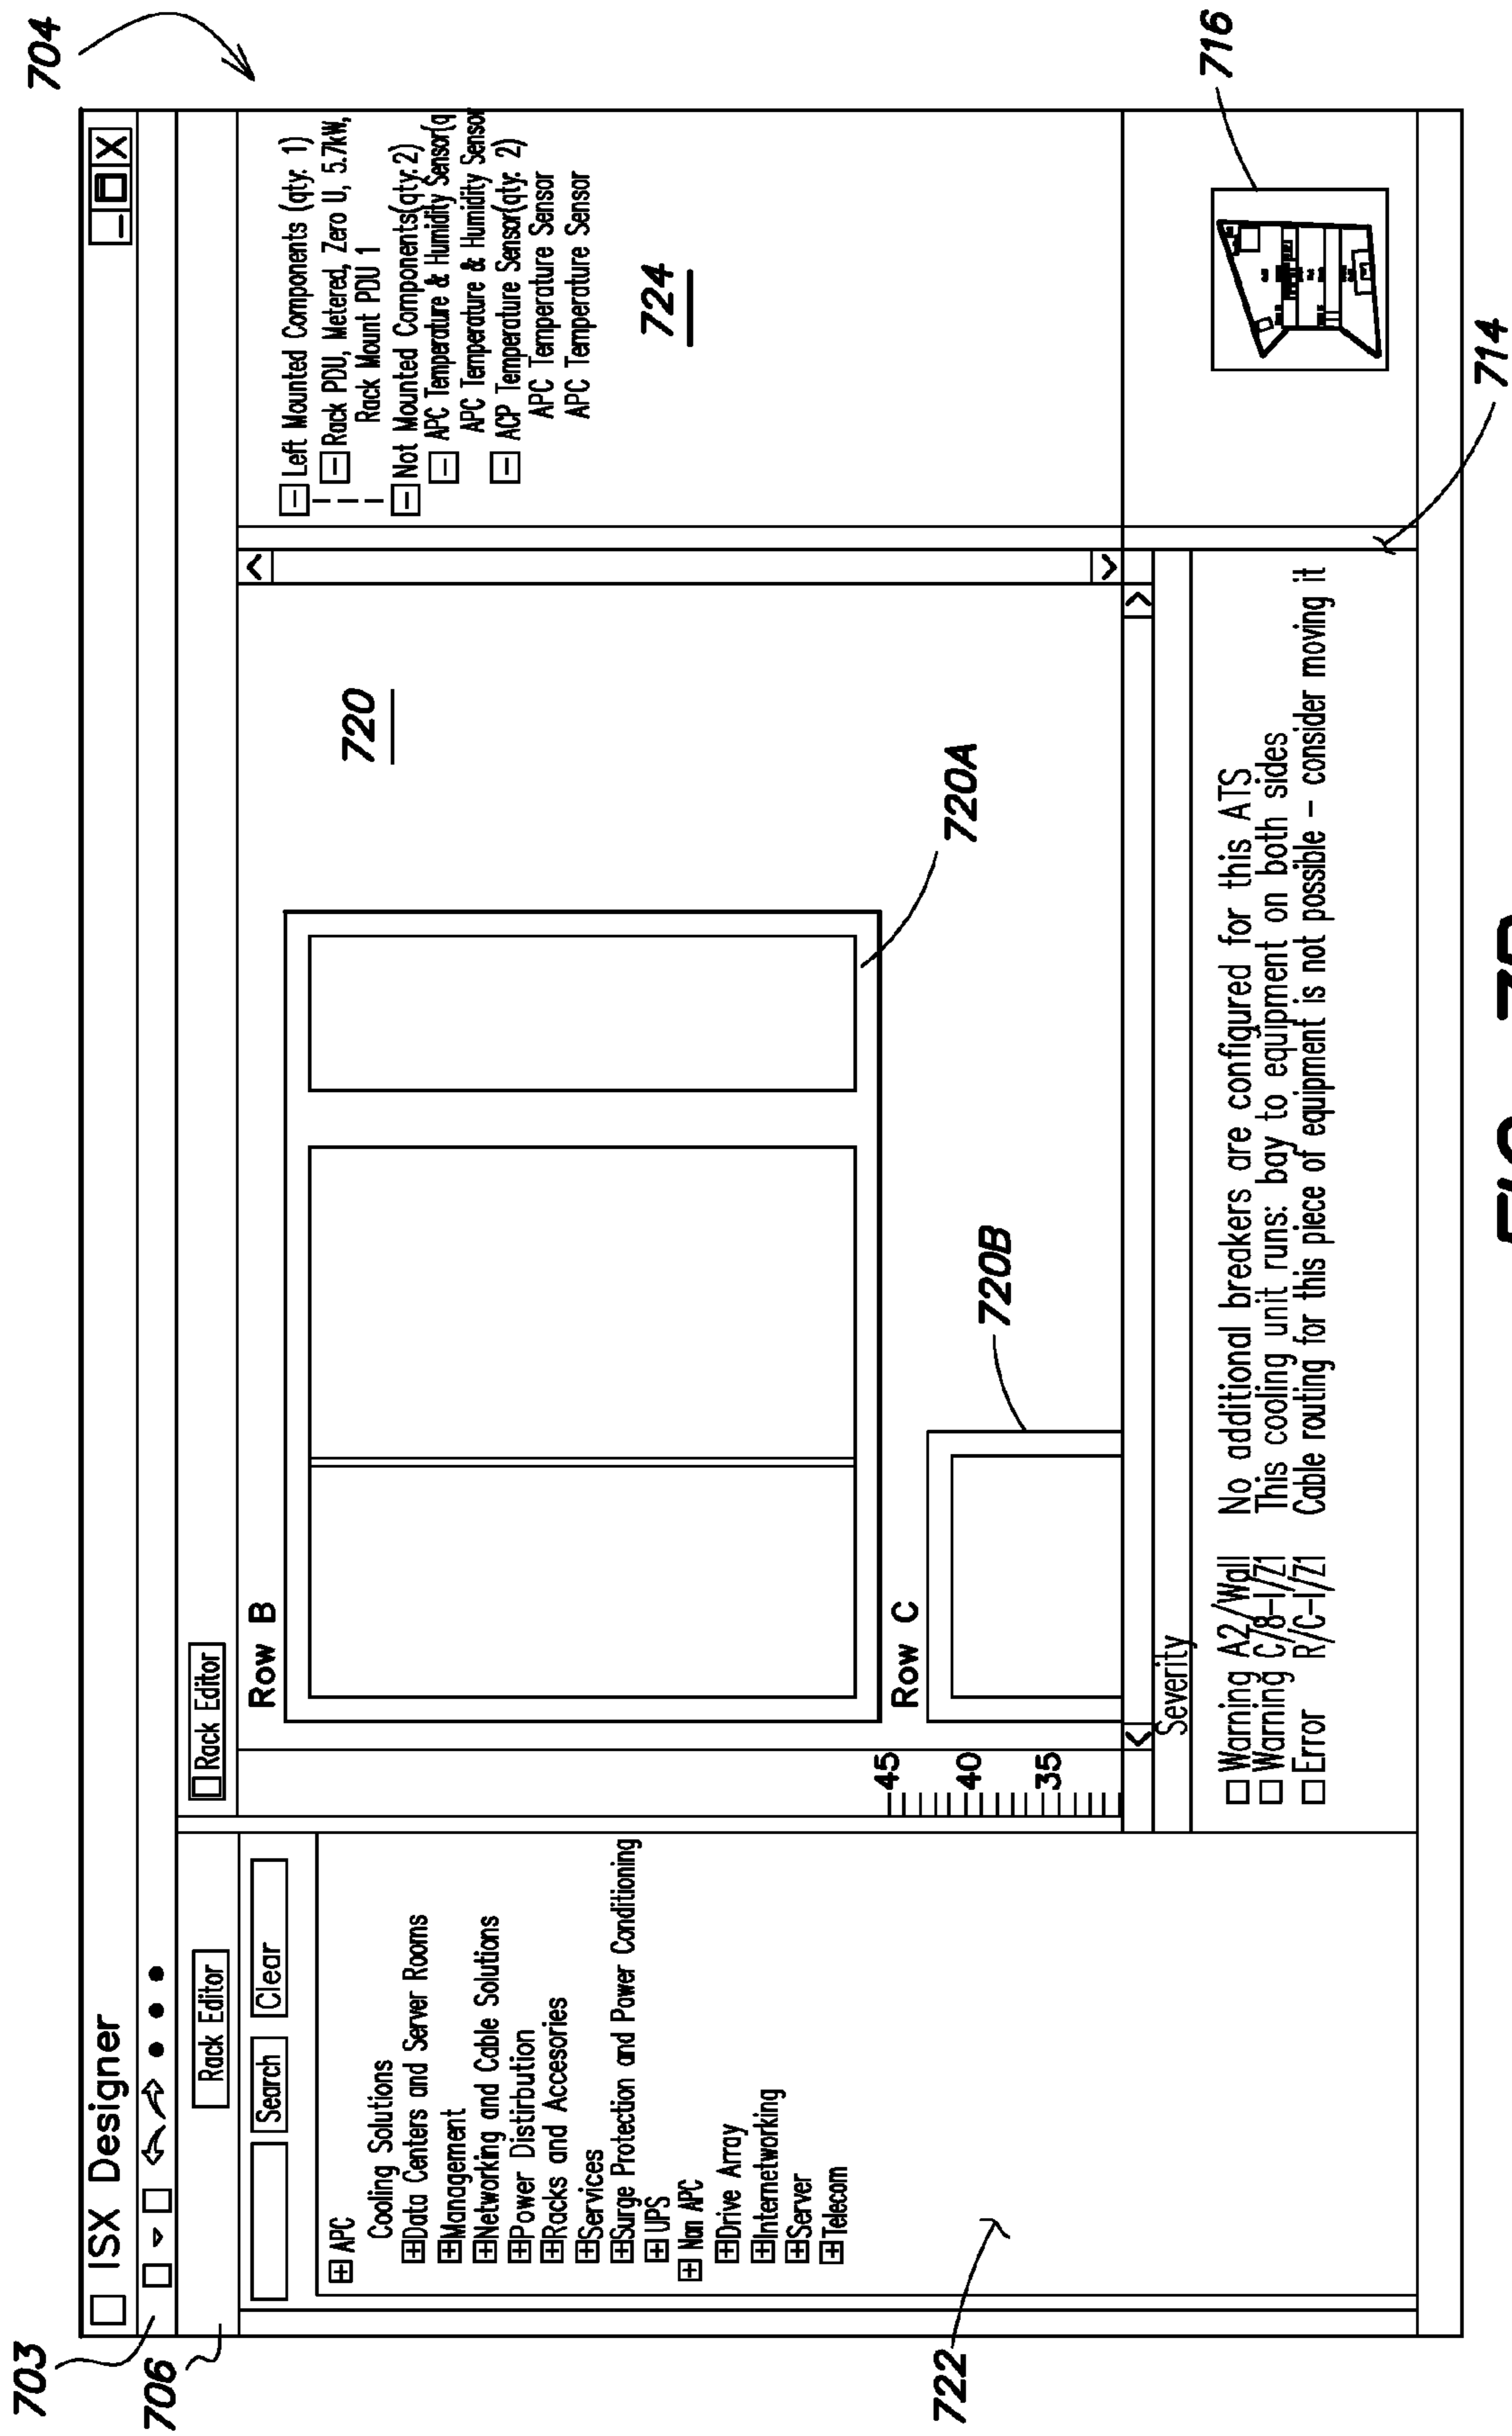 704
703
ISX Designer
706
Rack Editor
Rack Editor
Search
Clear
APC
Cooling Solutions
Data Centers and Server Rooms
Management
Networking and Cable Solutions
Power Distirbution
Racks and Accesories
Services
Surge Protection and Power Conditioning
UPS
Non APC
Drive Array
Internetworking
Server
Telecom
722
Row B
720
720A
Row C
720B
45
40
35
Left Mounted Components (qty. 1)
Rack PDU, Metered, Zero U, 5.7kW,
Rack Mount PDU 1
Not Mounted Components(qty.2)
APC Temperature & Humidity Sensor(q
APC Temperature & Humidity Sensor
ACP Temperature Sensor(qty. 2)
APC Temperature Sensor
APC Temperature Sensor
724
Severity
Warning A2/Wall No additional breakers are configured for this ATS
Warning C/8-1/Z1 This cooling unit runs: bay to equipment on both sides
Error R/C-1/Z1 Cable routing for this piece of equipment is not possible – consider moving it
716
714